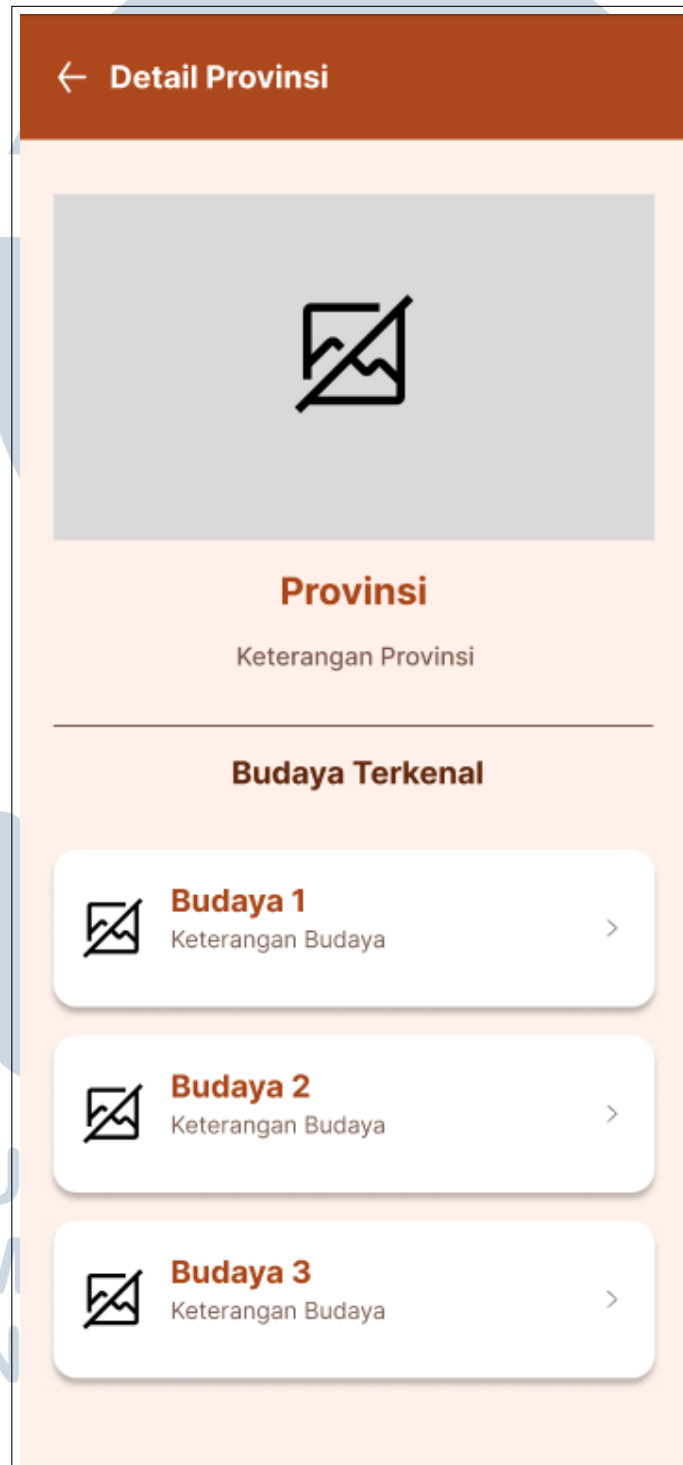 Detail Provinsi
Provinsi
Keterangan Provinsi
Budaya Terkenal
Budaya 1
Keterangan Budaya
Budaya 2
Keterangan Budaya
Budaya 3
Keterangan Budaya